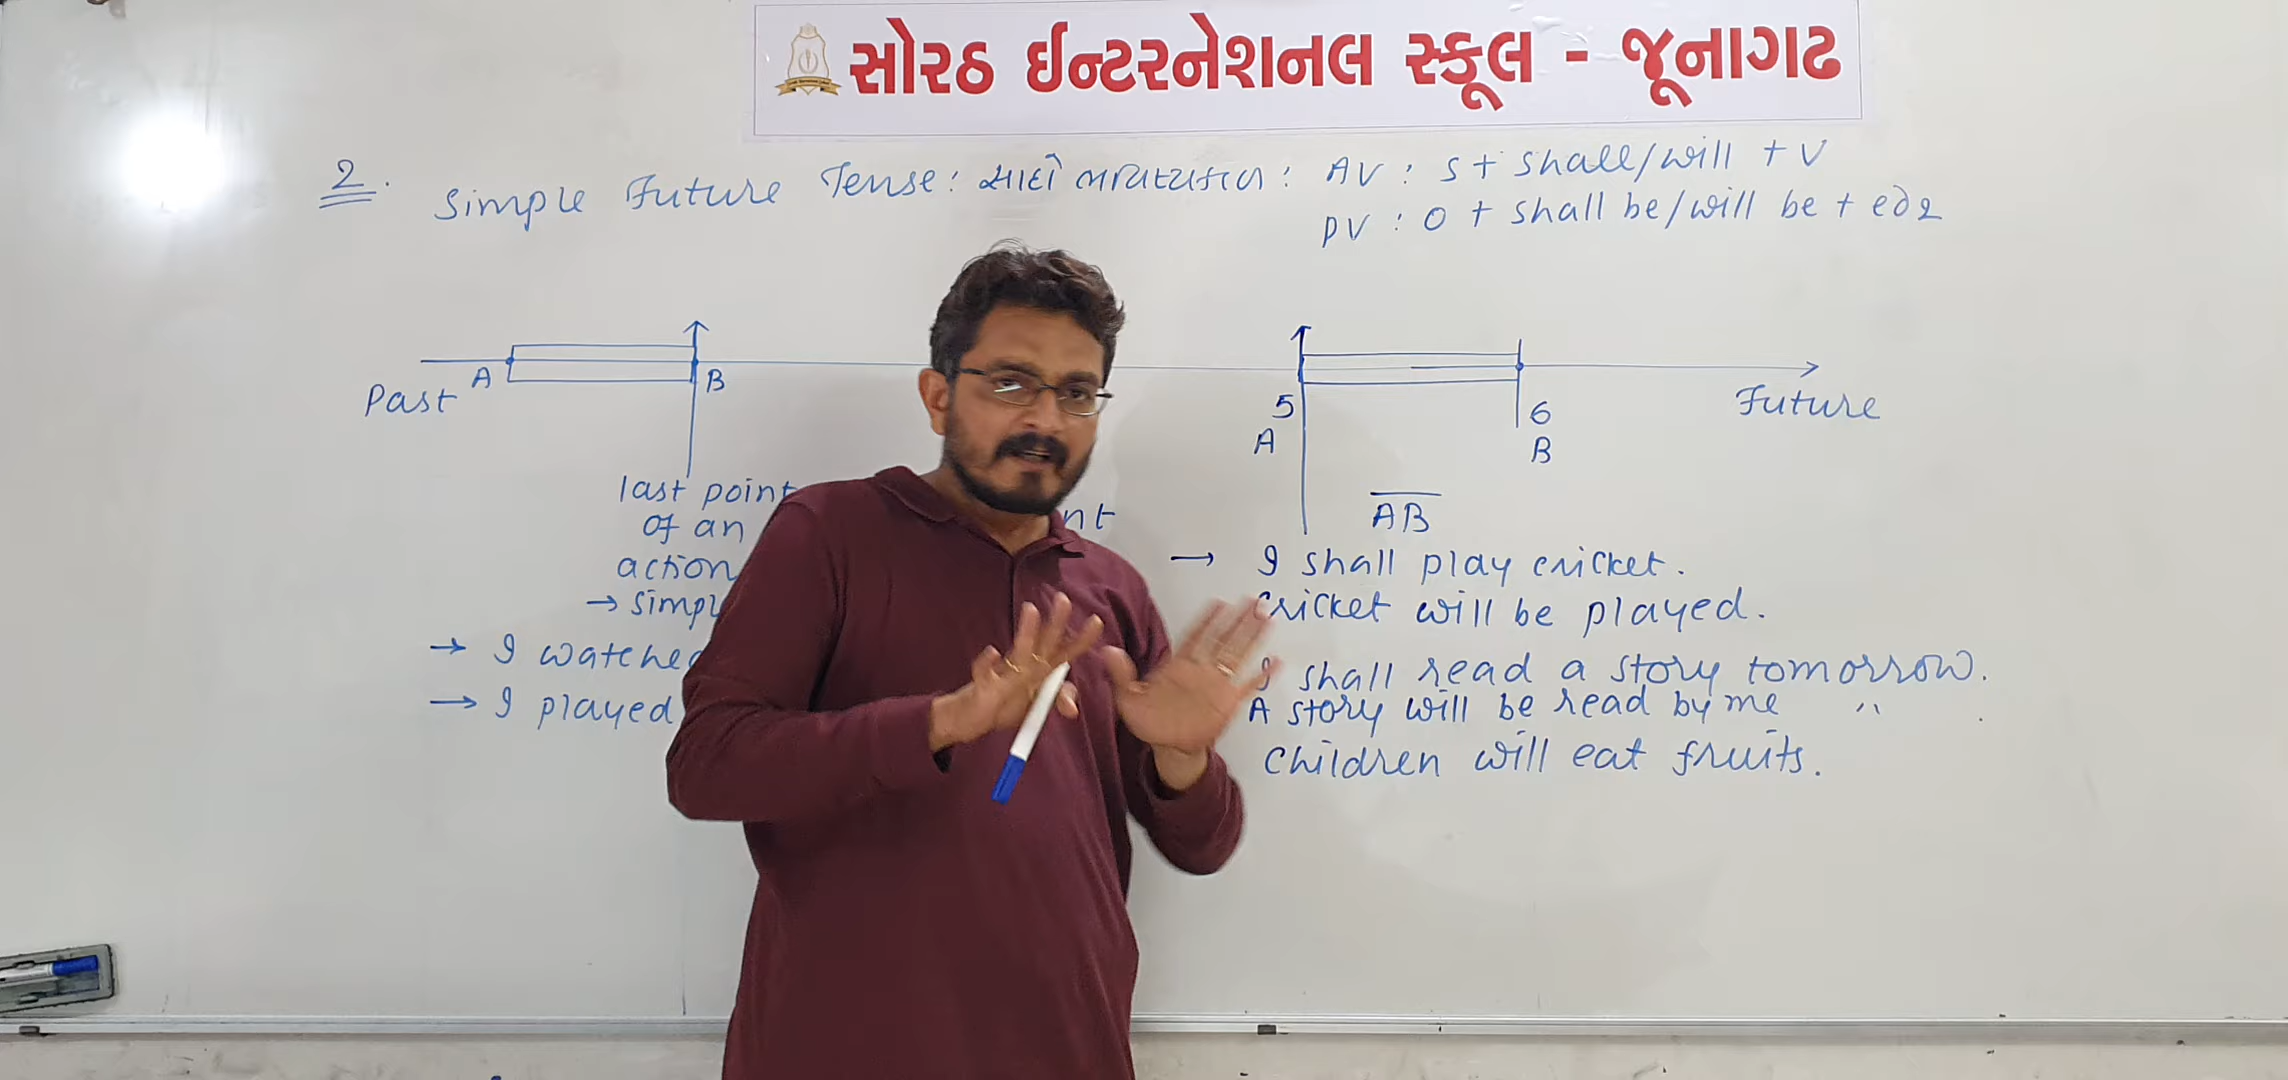 સોરઠ ઈન્ટરનેશનલ સ્કૂલ - જૂનાગઢ
2. Simple Future Tense: સાદો ભવિષ્યકાળ: AV: S + shall/will + V
PV: O + shall be/will be + ed2
Past A B
5 A
6 B
Future
last point
of an
action
→ I watched
→ I played
nt
AB
→ I shall play cricket.
Cricket will be played.
I shall read a story tomorrow.
A story will be read by me " .
Children will eat fruits.